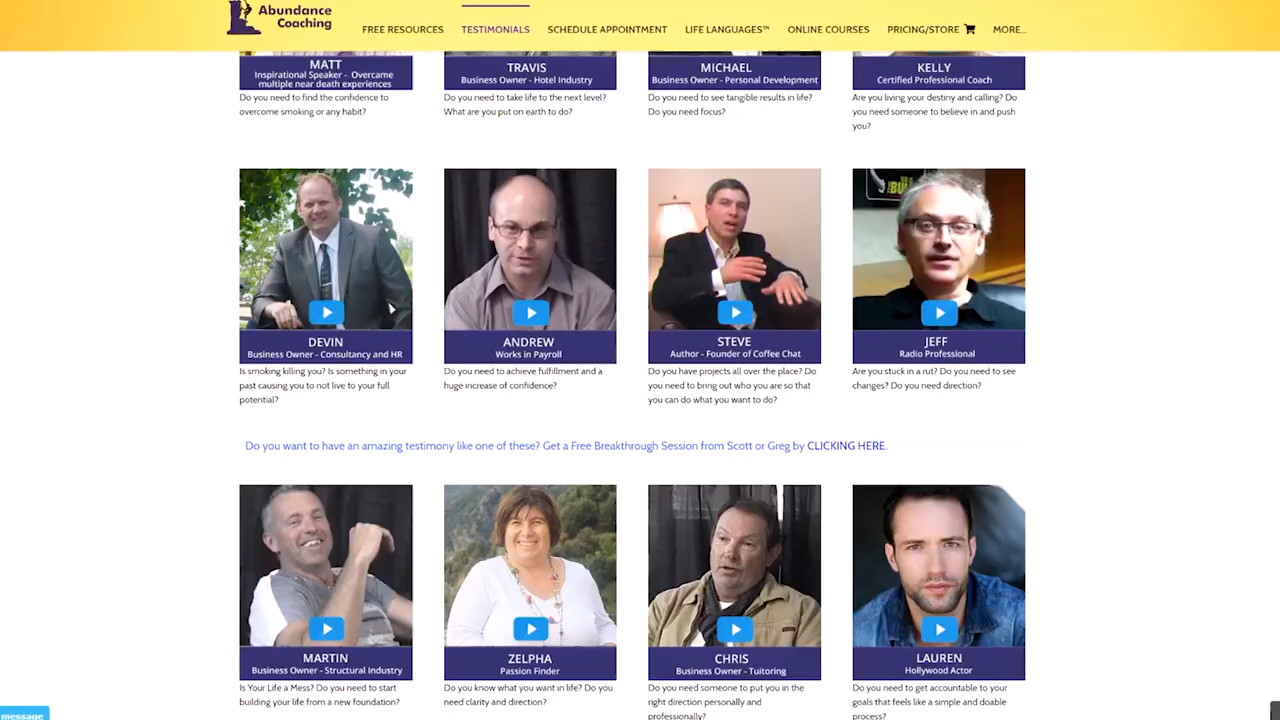 Abundance
Coaching
FREE RESOURCES
TESTIMONIALS
SCHEDULE APPOINTMENT
LIFE LANGUAGES™
ONLINE COURSES
PRICING/STORE
MORE...
MATT
Inspirational Speaker - Overcame
multiple near death experiences
Do you need to find the confidence to
overcome smoking or any habit?
TRAVIS
Business Owner - Hotel Industry
Do you need to take life to the next level?
What are you put on earth to do?
MICHAEL
Business Owner - Personal Development
Do you need to see tangible results in life?
Do you need focus?
KELLY
Certified Professional Coach
Are you living your destiny and calling? Do
you need someone to believe in and push
you?
DEVIN
Business Owner - Consultancy and HR
Is smoking killing you? Is something in your
past causing you to not live to your full
potential?
ANDREW
Works in Payroll
Do you need to achieve fulfillment and a
huge increase of confidence?
STEVE
Author - Founder of Coffee Chat
Do you have projects all over the place? Do
you need to bring out who you are so that
you can do what you want to do?
JEFF
Radio Professional
Are you stuck in a rut? Do you need to see
changes? Do you need direction?
Do you want to have an amazing testimony like one of these? Get a Free Breakthrough Session from Scott or Greg by CLICKING HERE.
MARTIN
Business Owner - Structural Industry
Is Your Life a Mess? Do you need to start
building your life from a new foundation?
ZELPHA
Passion Finder
Do you know what you want in life? Do you
need clarity and direction?
CHRIS
Business Owner - Tuitoring
Do you need someone to put you in the
right direction personally and
professionally?
LAUREN
Hollywood Actor
Do you need to get accountable to your
goals that feels like a simple and doable
process?
message